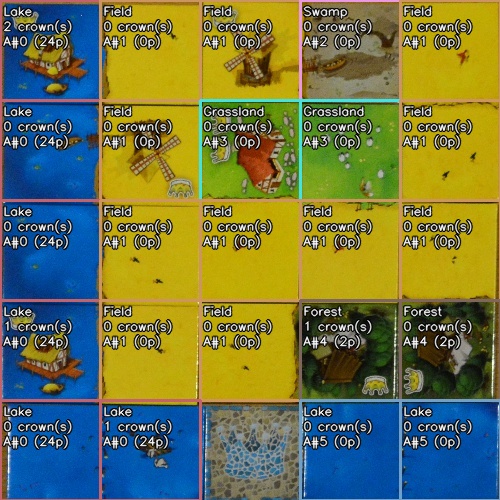 Lake
2 crown(s)
A#0 (24p)
Field
0 crown(s)
A#1 (0p)
Field
0 crown(s)
A#1 (0p)
Swamp
0 crown(s)
A#2 (0p)
Field
0 crown(s)
A#1 (0p)
Lake
0 crown(s)
A#0 (24p)
Field
0 crown(s)
A#1 (0p)
Grassland
0 crown(s)
A#3 (0p)
Grassland
0 crown(s)
A#3 (0p)
Field
0 crown(s)
A#1 (0p)
Lake
0 crown(s)
A#0 (24p)
Field
0 crown(s)
A#1 (0p)
Field
0 crown(s)
A#1 (0p)
Field
0 crown(s)
A#1 (0p)
Field
0 crown(s)
A#1 (0p)
Lake
1 crown(s)
A#0 (24p)
Field
0 crown(s)
A#1 (0p)
Field
0 crown(s)
A#1 (0p)
Forest
1 crown(s)
A#4 (2p)
Forest
0 crown(s)
A#4 (2p)
Lake
0 crown(s)
A#0 (24p)
Lake
1 crown(s)
A#0 (24p)
Lake
0 crown(s)
A#5 (0p)
Lake
0 crown(s)
A#5 (0p)